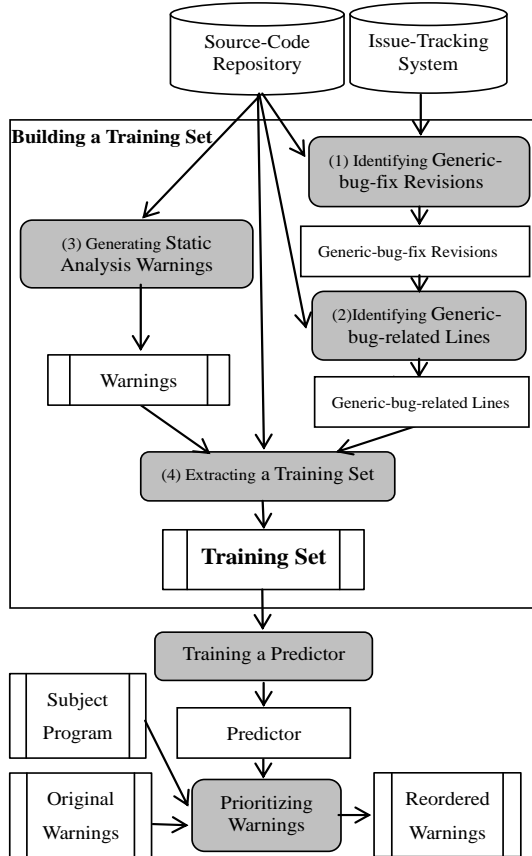 Source-Code
Repository
Issue-Tracking
System
Building a Training Set
(1) Identifying Generic-
bug-fix Revisions
(3) Generating Static
Analysis Warnings
Generic-bug-fix Revisions
(2)Identifying Generic-
bug-related Lines
Warnings
Generic-bug-related Lines
(4) Extracting a Training Set
Training Set
Training a Predictor
Subject
Program
Predictor
Original
Warnings
Prioritizing
Warnings
Reordered
Warnings